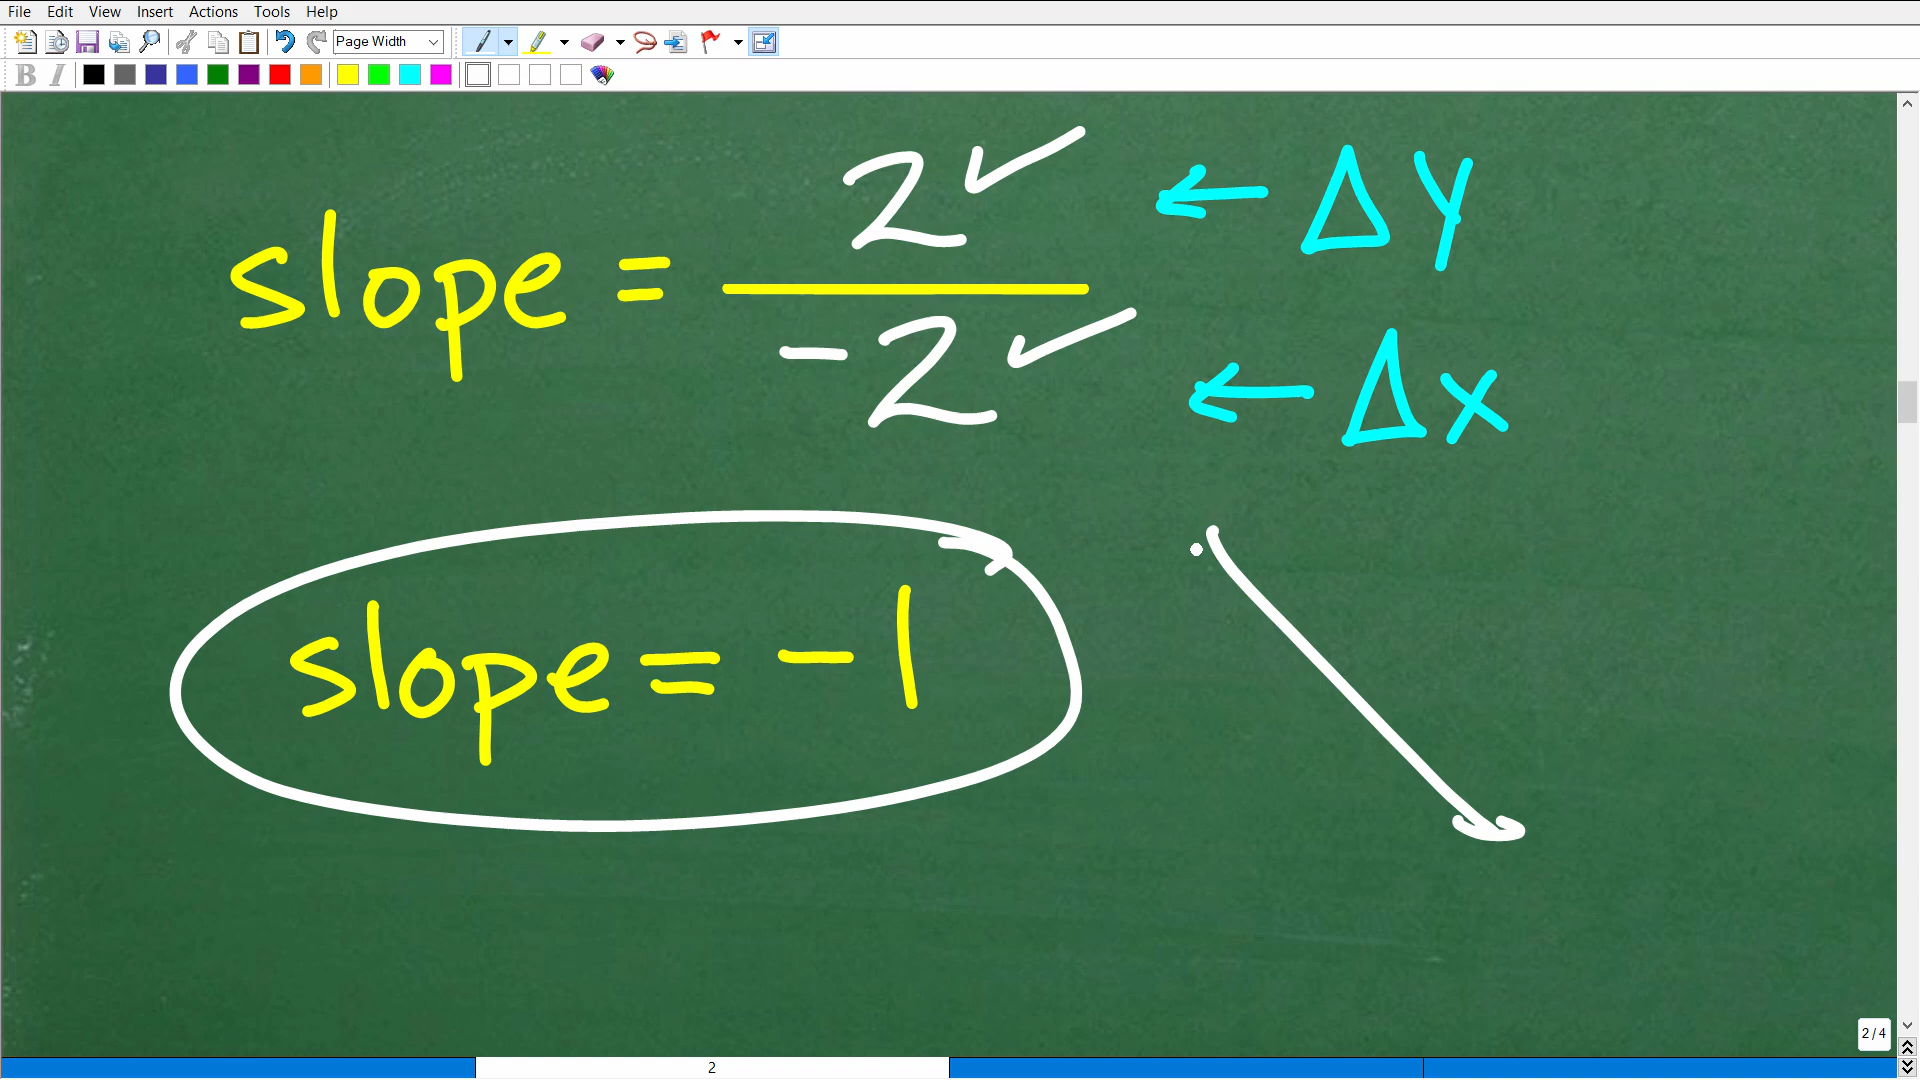 File Edit View Insert Actions Tools Help
Page Width
B I
2 ← Δy
slope =
-2 ← Δx
slope = -1
2 / 4
2